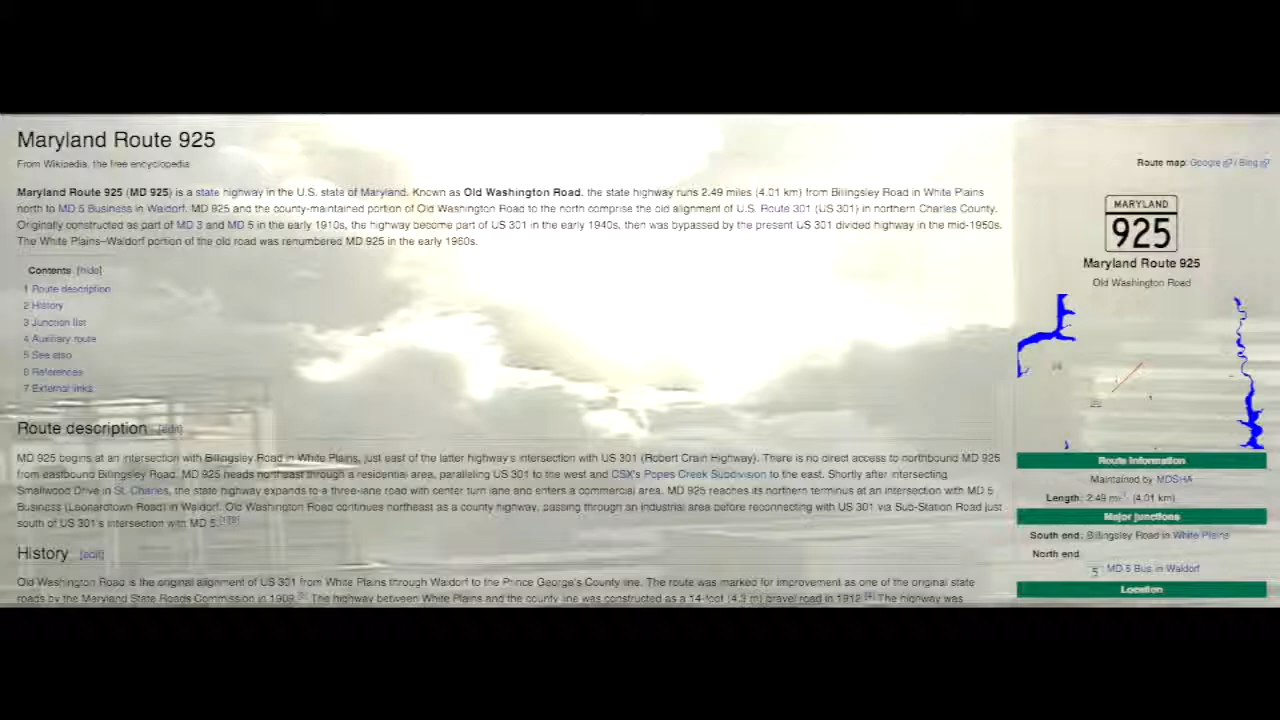 Maryland Route 925
From Wikipedia, the free encyclopedia
Maryland Route 925 (MD 925) is a state highway in the U.S. state of Maryland. Known as Old Washington Road, the state highway runs 2.49 miles (4.01 km) from Billingsley Road in White Plains
north to MD 5 Business in Waldorf. MD 925 and the county-maintained portion of Old Washington Road to the north comprise the old alignment of U.S. Route 301 (US 301) in northern Charles County.
Originally constructed as part of MD 3 and MD 5 in the early 1910s, the highway become part of US 301 in the early 1940s, then was bypassed by the present US 301 divided highway in the mid-1950s.
The White Plains–Waldorf portion of the old road was renumbered MD 925 in the early 1960s.
Contents [hide]
1 Route description
2 History
3 Junction list
4 Auxiliary route
5 See also
6 References
7 External links
Route description [edit]
MD 925 begins at an intersection with Billingsley Road in White Plains, just east of the latter highway's intersection with US 301 (Robert Crain Highway). There is no direct access to northbound MD 925
from eastbound Billingsley Road. MD 925 heads northeast through a residential area, paralleling US 301 to the west and CSX's Popes Creek Subdivision to the east. Shortly after intersecting
Smallwood Drive in St. Charles, the state highway expands to a three-lane road with center turn lane and enters a commercial area. MD 925 reaches its northern terminus at an intersection with MD 5
Business (Leonardtown Road) in Waldorf. Old Washington Road continues northeast as a county highway, passing through an industrial area before reconnecting with US 301 via Sub-Station Road just
south of US 301's intersection with MD 5.
History [edit]
Old Washington Road is the original alignment of US 301 from White Plains through Waldorf to the Prince George's County line. The route was marked for improvement as one of the original state
roads by the Maryland State Roads Commission in 1909. The highway between White Plains and the county line was constructed as a 14-foot (4.3 m) gravel road in 1912.[4] The highway was
Route map: Google / Bing
MARYLAND
925
Maryland Route 925
Old Washington Road
Route information
Maintained by MDSHA
Length: 2.49 mi (4.01 km)
Major junctions
South end: Billingsley Road in White Plains
North end
5 MD 5 Bus. in Waldorf
Location